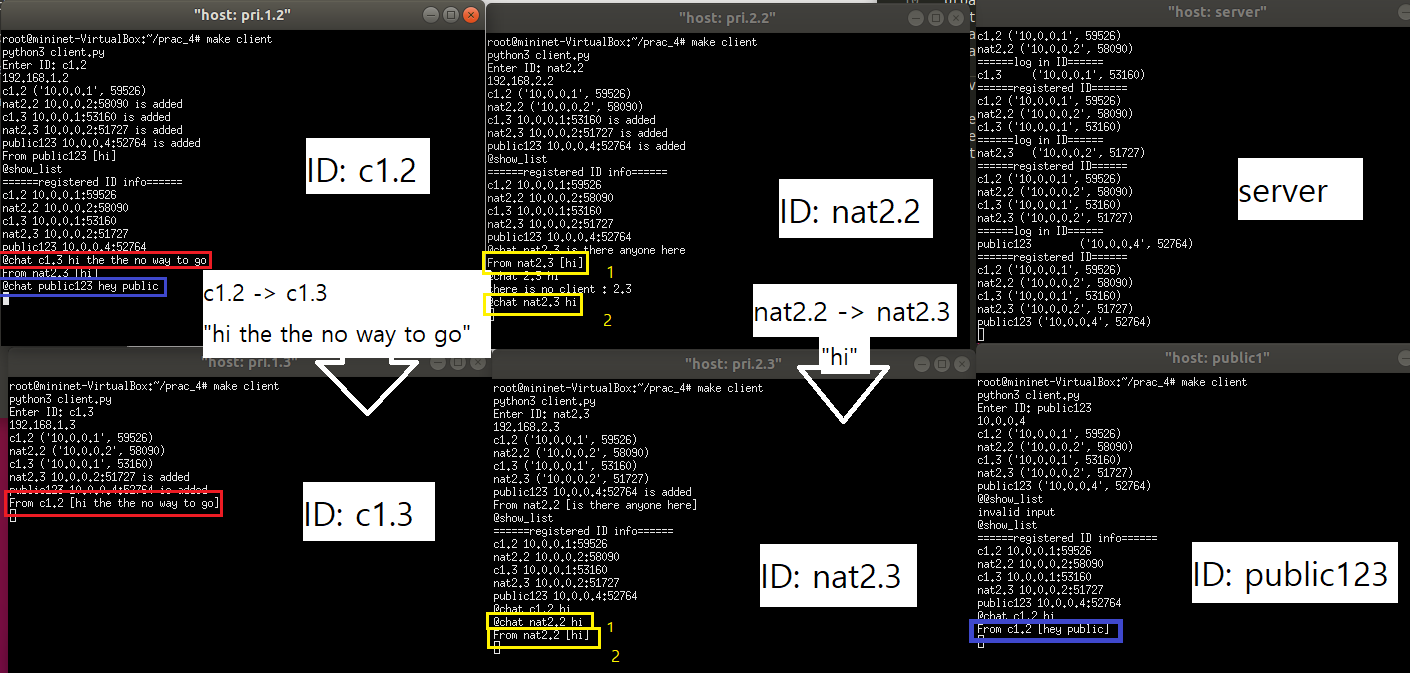 "host: pri.1.2"
root@mininet-VirtualBox:~/prac_4# make client
python3 client.py
Enter ID: c1.2
192.168.1.2
c1.2 ('10.0.0.1', 59526)
nat2.2 10.0.0.2:58090 is added
c1.3 10.0.0.1:53160 is added
nat2.3 10.0.0.2:51727 is added
public123 10.0.0.4:52764 is added
From public123 [hi]
@show_list
======registered ID info======
c1.2 10.0.0.1:59526
nat2.2 10.0.0.2:58090
c1.3 10.0.0.1:53160
nat2.3 10.0.0.2:51727
public123 10.0.0.4:52764
@chat c1.3 hi the the no way to go
From nat2.3 [hi]
@chat public123 hey public
ID: c1.2
c1.2 -> c1.3
"hi the the no way to go"
"host: pri.2.2"
root@mininet-VirtualBox:~/prac_4# make client
python3 client.py
Enter ID: nat2.2
192.168.2.2
c1.2 ('10.0.0.1', 59526)
nat2.2 ('10.0.0.2', 58090)
c1.3 10.0.0.1:53160 is added
nat2.3 10.0.0.2:51727 is added
public123 10.0.0.4:52764 is added
@show_list
======registered ID info======
c1.2 10.0.0.1:59526
nat2.2 10.0.0.2:58090
c1.3 10.0.0.1:53160
nat2.3 10.0.0.2:51727
public123 10.0.0.4:52764
@chat nat2.3 is there anyone here
From nat2.3 [hi]
1
@chat 2.3 hi
there is no client : 2.3
@chat nat2.3 hi
2
ID: nat2.2
nat2.2 -> nat2.3
"hi"
"host: server"
c1.2 ('10.0.0.1', 59526)
nat2.2 ('10.0.0.2', 58090)
======log in ID======
c1.3 ('10.0.0.1', 53160)
======registered ID======
c1.2 ('10.0.0.1', 59526)
nat2.2 ('10.0.0.2', 58090)
c1.3 ('10.0.0.1', 53160)
======log in ID======
nat2.3 ('10.0.0.2', 51727)
======registered ID======
c1.2 ('10.0.0.1', 59526)
nat2.2 ('10.0.0.2', 58090)
c1.3 ('10.0.0.1', 53160)
nat2.3 ('10.0.0.2', 51727)
======log in ID======
public123 ('10.0.0.4', 52764)
======registered ID======
c1.2 ('10.0.0.1', 59526)
nat2.2 ('10.0.0.2', 58090)
c1.3 ('10.0.0.1', 53160)
nat2.3 ('10.0.0.2', 51727)
public123 ('10.0.0.4', 52764)
server
"host: pri.1.3"
root@mininet-VirtualBox:~/prac_4# make client
python3 client.py
Enter ID: c1.3
192.168.1.3
c1.2 ('10.0.0.1', 59526)
nat2.2 ('10.0.0.2', 58090)
c1.3 ('10.0.0.1', 53160)
nat2.3 10.0.0.2:51727 is added
public123 10.0.0.4:52764 is added
From c1.2 [hi the the no way to go]
ID: c1.3
"host: pri.2.3"
root@mininet-VirtualBox:~/prac_4# make client
python3 client.py
Enter ID: nat2.3
192.168.2.3
c1.2 ('10.0.0.1', 59526)
nat2.2 ('10.0.0.2', 58090)
c1.3 ('10.0.0.1', 53160)
nat2.3 ('10.0.0.2', 51727)
public123 10.0.0.4:52764 is added
From nat2.2 [is there anyone here]
@show_list
======registered ID info======
c1.2 10.0.0.1:59526
nat2.2 10.0.0.2:58090
c1.3 10.0.0.1:53160
nat2.3 10.0.0.2:51727
public123 10.0.0.4:52764
@chat c1.2 hi
@chat nat2.2 hi
1
From nat2.2 [hi]
2
ID: nat2.3
"host: public1"
root@mininet-VirtualBox:~/prac_4# make client
python3 client.py
Enter ID: public123
10.0.0.4
c1.2 ('10.0.0.1', 59526)
nat2.2 ('10.0.0.2', 58090)
c1.3 ('10.0.0.1', 53160)
nat2.3 ('10.0.0.2', 51727)
public123 ('10.0.0.4', 52764)
@@show_list
invalid input
@show_list
======registered ID info======
c1.2 10.0.0.1:59526
nat2.2 10.0.0.2:58090
c1.3 10.0.0.1:53160
nat2.3 10.0.0.2:51727
public123 10.0.0.4:52764
@chat c1.2 hi
From c1.2 [hey public]
ID: public123